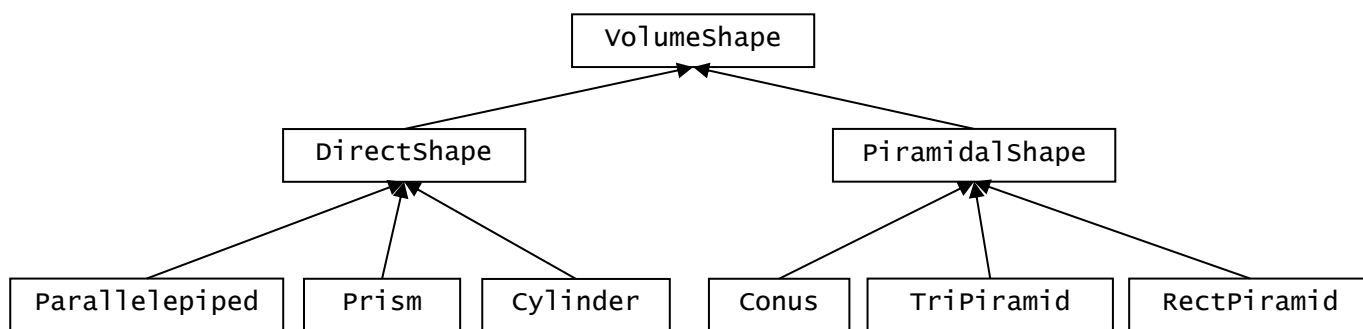 VolumeShape
DirectShape PiramidalShape
Parallelepiped Prism Cylinder Conus TriPiramid RectPiramid